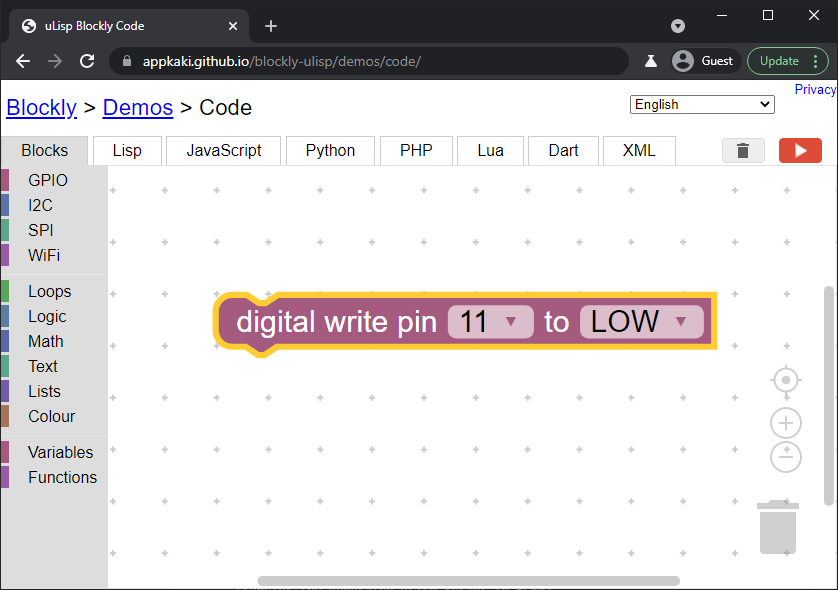 uLisp Blockly Code
appkaki.github.io/blockly-ulisp/demos/code/
Guest
Update
Privacy
Blockly > Demos > Code
English
Blocks
Lisp
JavaScript
Python
PHP
Lua
Dart
XML
GPIO
I2C
SPI
WiFi
Loops
Logic
Math
Text
Lists
Colour
Variables
Functions
digital write pin 11 to LOW